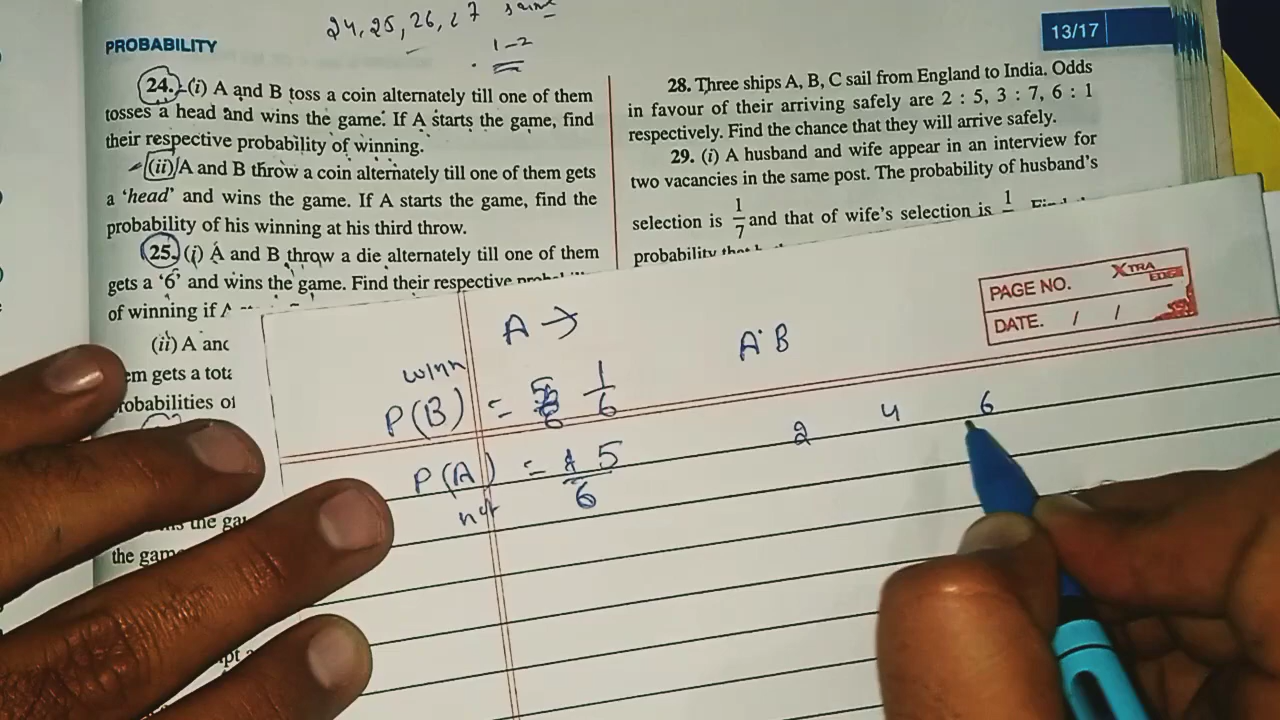 24, 25, 26, 27 same
1-2
PROBABILITY
13/17
24. (i) A and B toss a coin alternately till one of them
tosses a head and wins the game. If A starts the game, find
their respective probability of winning.
(ii) A and B throw a coin alternately till one of them gets
a ‘head’ and wins the game. If A starts the game, find the
probability of his winning at his third throw.
25. (i) A and B throw a die alternately till one of them
gets a ‘6’ and wins the game. Find their respective
of winning if A
(ii) A and
em gets a tota
probabilities of
the gam
the game
28. Three ships A, B, C sail from England to India. Odds
in favour of their arriving safely are 2 : 5, 3 : 7, 6 : 1
respectively. Find the chance that they will arrive safely.
29. (i) A husband and wife appear in an interview for
two vacancies in the same post. The probability of husband’s
selection is 1/7 and that of wife’s selection is
probability
PAGE NO.
XTRA EDGE
DATE. / /
A →
A B
winn
P(B) = 1/6
P(A) = 5/6
not
2 4 6